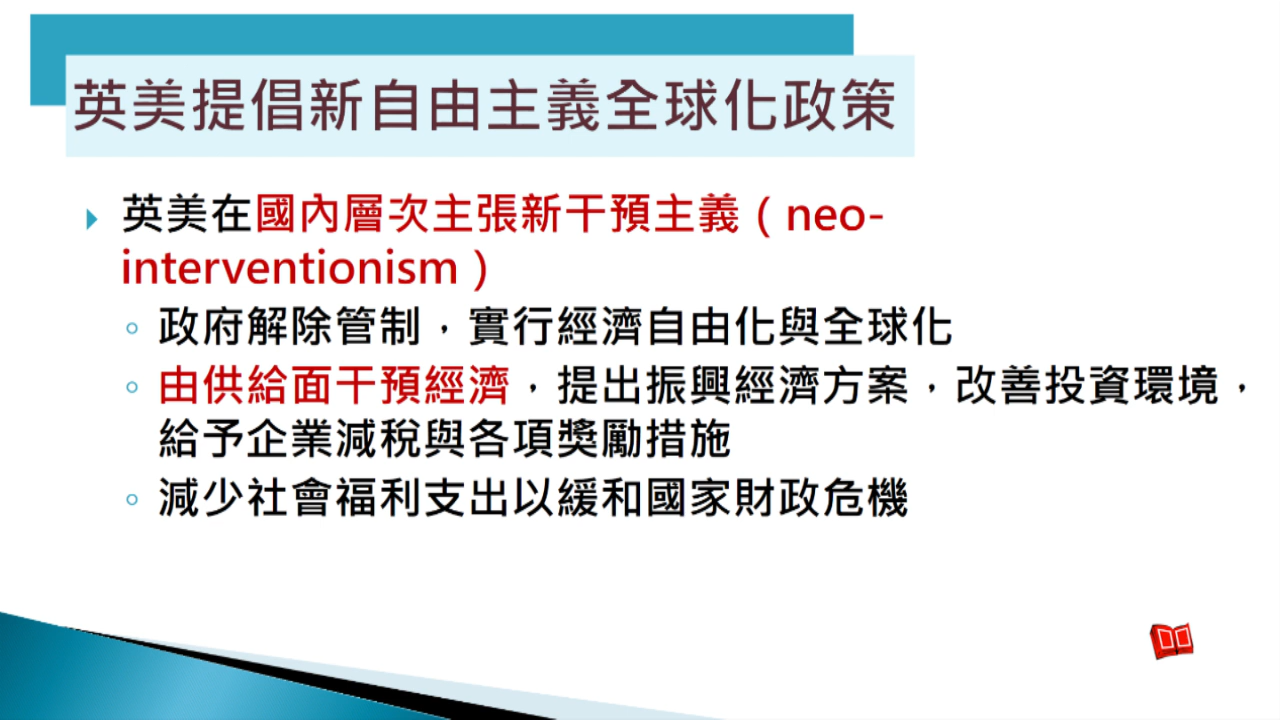 英美提倡新自由主義全球化政策
英美在國內層次主張新干預主義（neo-
interventionism）
政府解除管制，實行經濟自由化與全球化
由供給面干預經濟，提出振興經濟方案，改善投資環境，
給予企業減稅與各項獎勵措施
減少社會福利支出以緩和國家財政危機